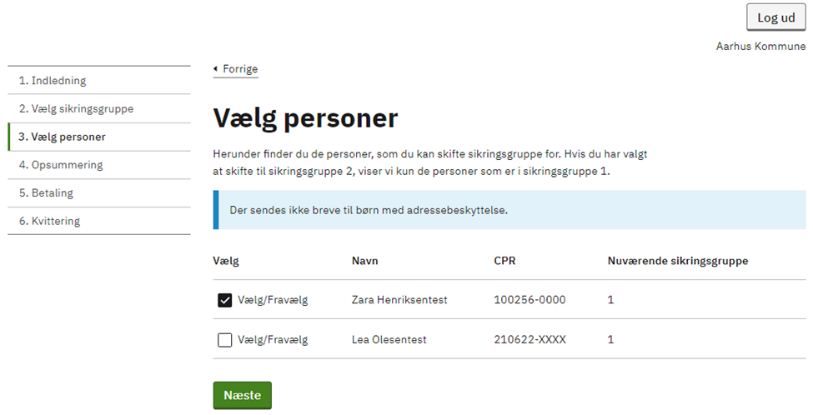 Log ud
Aarhus Kommune
Forrige
1. Indledning
2. Vælg sikringsgruppe
3. Vælg personer
4. Opsummering
5. Betaling
6. Kvittering
Vælg personer
Herunder finder du de personer, som du kan skifte sikringsgruppe for. Hvis du har valgt
at skifte til sikringsgruppe 2, viser vi kun de personer som er i sikringsgruppe 1.
Der sendes ikke breve til børn med adressebeskyttelse.
Vælg Navn CPR Nuværende sikringsgruppe
Vælg/Fravælg Zara Henriksentest 100256-0000 1
Vælg/Fravælg Lea Olesentest 210622-XXXX 1
Næste